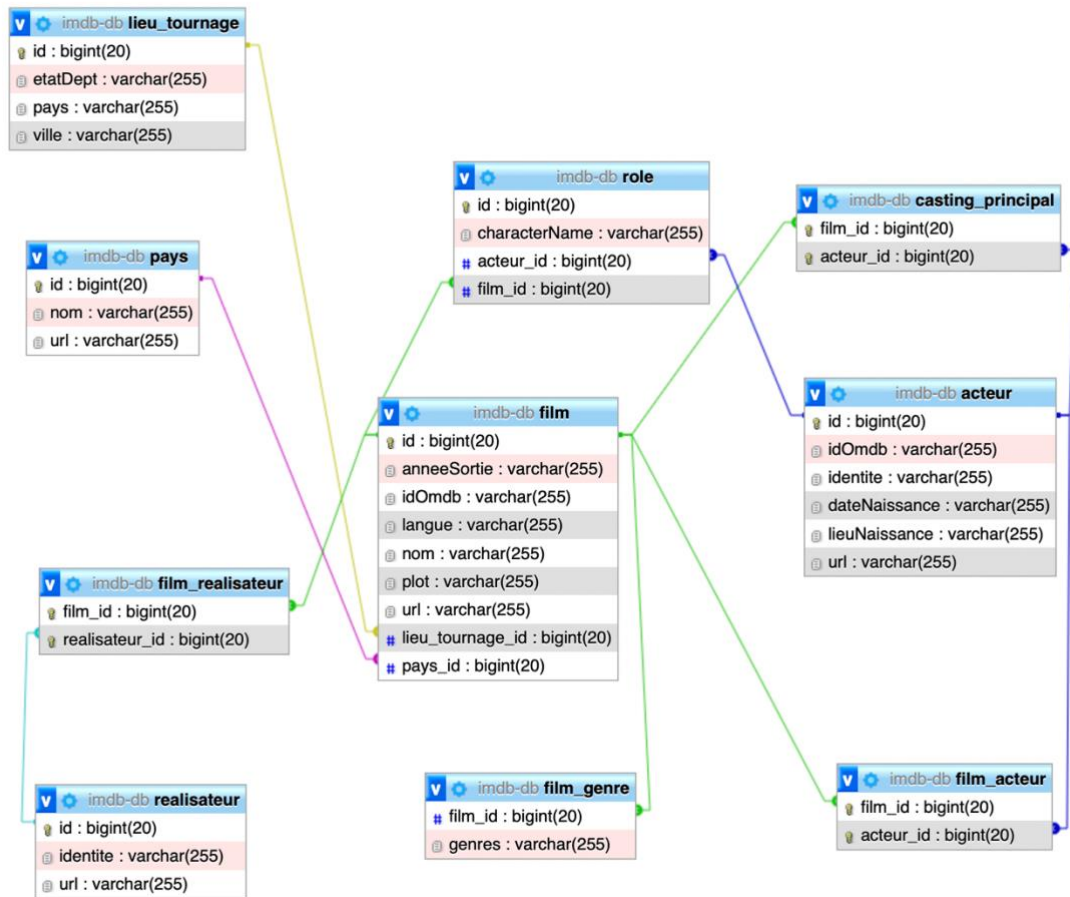 imdb-db lieu_tournage
id : bigint(20)
etatDept : varchar(255)
pays : varchar(255)
ville : varchar(255)
imdb-db role
id : bigint(20)
characterName : varchar(255)
# acteur_id : bigint(20)
# film_id : bigint(20)
imdb-db casting_principal
film_id : bigint(20)
acteur_id : bigint(20)
imdb-db pays
id : bigint(20)
nom : varchar(255)
url : varchar(255)
imdb-db film
id : bigint(20)
anneeSortie : varchar(255)
idOmdb : varchar(255)
langue : varchar(255)
nom : varchar(255)
plot : varchar(255)
url : varchar(255)
# lieu_tournage_id : bigint(20)
# pays_id : bigint(20)
imdb-db acteur
id : bigint(20)
idOmdb : varchar(255)
identite : varchar(255)
dateNaissance : varchar(255)
lieuNaissance : varchar(255)
url : varchar(255)
imdb-db film_realisateur
film_id : bigint(20)
realisateur_id : bigint(20)
imdb-db realisateur
id : bigint(20)
identite : varchar(255)
url : varchar(255)
imdb-db film_genre
# film_id : bigint(20)
genres : varchar(255)
imdb-db film_acteur
film_id : bigint(20)
acteur_id : bigint(20)